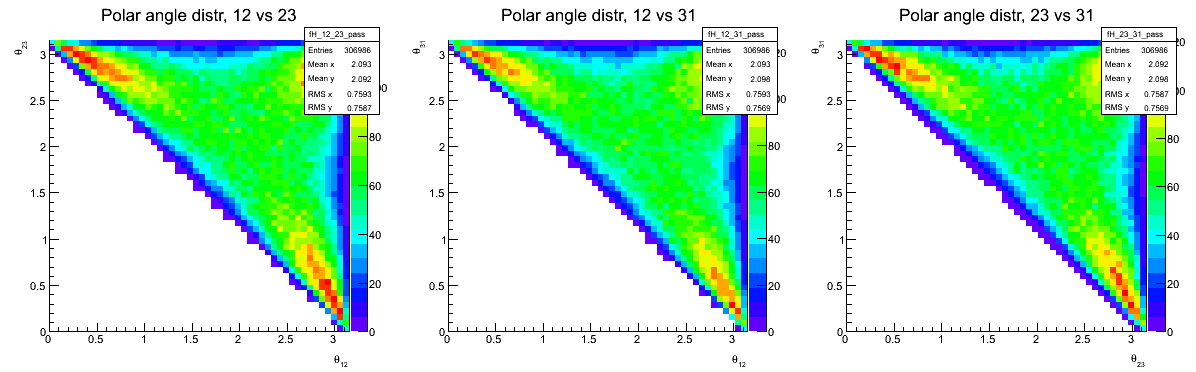 Polar angle distr, 12 vs 23
θ23
fH_12_23_pass
Entries 306986
Mean x 2.093
Mean y 2.092
RMS x 0.7593
RMS y 0.7587
3
2.5
2
1.5
1
0.5
0
0 0.5 1 1.5 2 2.5 3
θ12
80
60
40
20
0
Polar angle distr, 12 vs 31
θ31
fH_12_31_pass
Entries 306986
Mean x 2.093
Mean y 2.098
RMS x 0.7593
RMS y 0.7569
3
2.5
2
1.5
1
0.5
0
0 0.5 1 1.5 2 2.5 3
θ12
80
60
40
20
0
Polar angle distr, 23 vs 31
θ31
fH_23_31_pass
Entries 306986
Mean x 2.092
Mean y 2.098
RMS x 0.7587
RMS y 0.7569
3
2.5
2
1.5
1
0.5
0
0 0.5 1 1.5 2 2.5 3
θ23
80
60
40
20
0